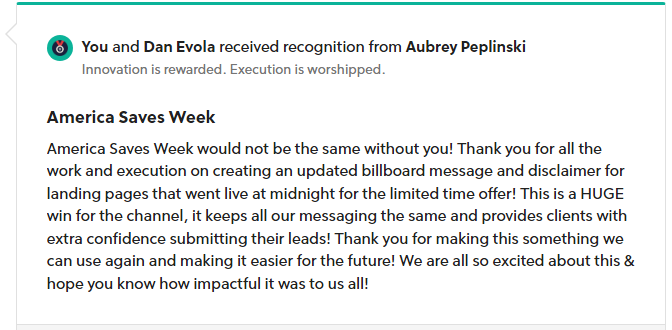 You and Dan Evola received recognition from Aubrey Peplinski
Innovation is rewarded. Execution is worshipped.
America Saves Week
America Saves Week would not be the same without you! Thank you for all the
work and execution on creating an updated billboard message and disclaimer for
landing pages that went live at midnight for the limited time offer! This is a HUGE
win for the channel, it keeps all our messaging the same and provides clients with
extra confidence submitting their leads! Thank you for making this something we
can use again and making it easier for the future! We are all so excited about this &
hope you know how impactful it was to us all!